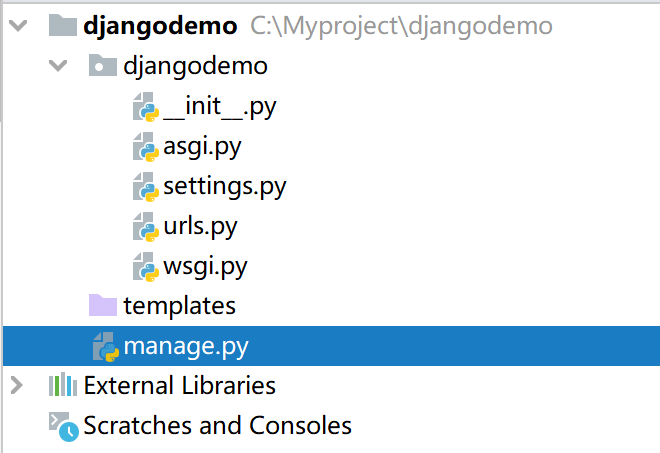 djangodemo C:\Myproject\djangodemo
djangodemo
__init__.py
asgi.py
settings.py
urls.py
wsgi.py
templates
manage.py
External Libraries
Scratches and Consoles